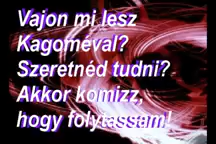 Vajon mi lesz
Kagoméval?
Szeretnéd tudni?
Akkor komizz,
hogy folytassam!